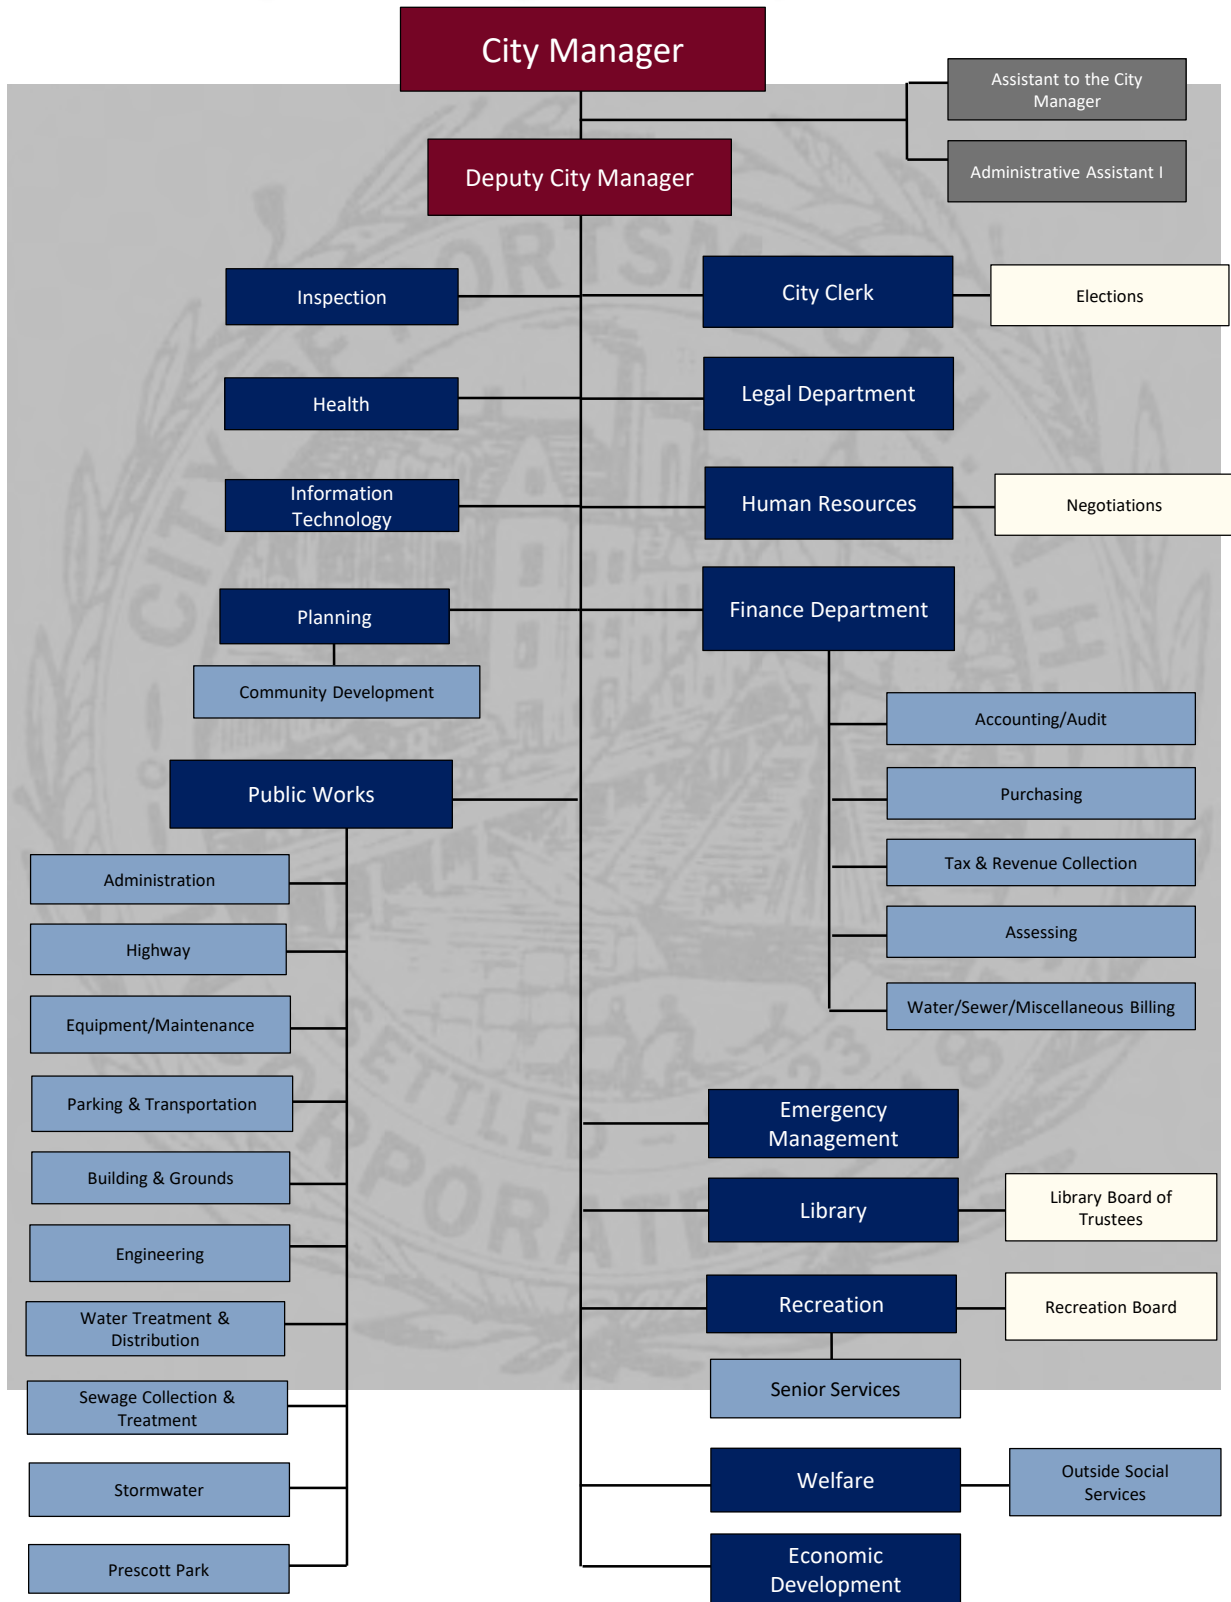 City Manager
Assistant to the City
Manager
Deputy City Manager
Administrative Assistant I
Inspection
City Clerk
Elections
Health
Legal Department
Information
Technology
Human Resources
Negotiations
Planning
Finance Department
Community Development
Accounting/Audit
Public Works
Purchasing
Administration
Tax & Revenue Collection
Highway
Assessing
Equipment/Maintenance
Water/Sewer/Miscellaneous Billing
Parking & Transportation
Emergency
Management
Building & Grounds
Library
Library Board of
Trustees
Engineering
Water Treatment &
Distribution
Recreation
Recreation Board
Sewage Collection &
Treatment
Senior Services
Stormwater
Welfare
Outside Social
Services
Prescott Park
Economic
Development
CITY OF PORTSM
SETTLED